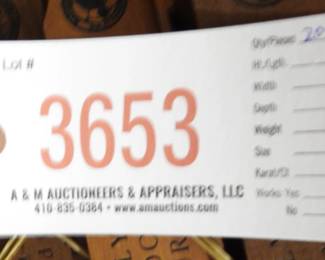 Lot #
3653
A & M AUCTIONEERS & APPRAISERS, LLC
410-835-0384 • www.amauctions.com
Qty/Pieces 20
Ht./Lgth.
Width
Depth
Weight
Size
Karat/Ct
Works Yes
No